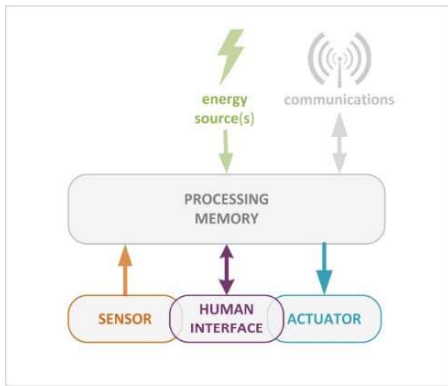 energy
source(s)
communications
PROCESSING
MEMORY
SENSOR
HUMAN
INTERFACE
ACTUATOR